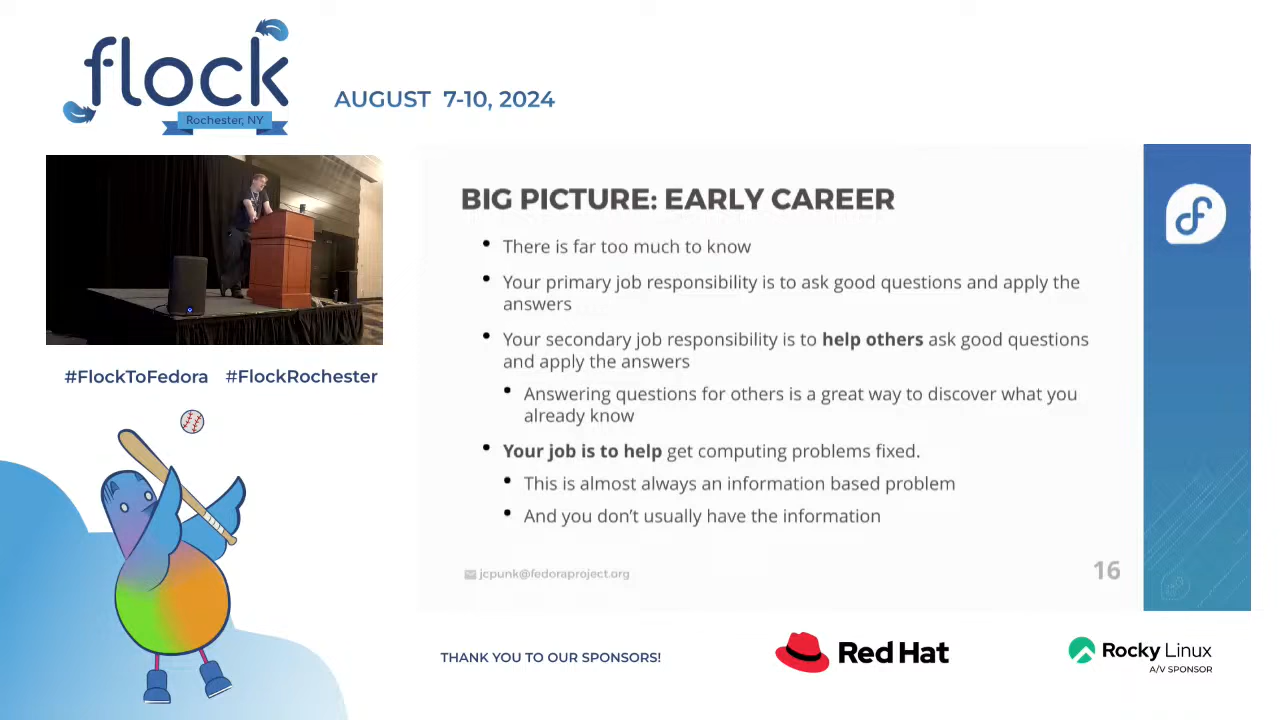 flock
Rochester, NY
AUGUST 7-10, 2024
#FlockToFedora #FlockRochester
BIG PICTURE: EARLY CAREER
• There is far too much to know
• Your primary job responsibility is to ask good questions and apply the
answers
• Your secondary job responsibility is to help others ask good questions
and apply the answers
• Answering questions for others is a great way to discover what you
already know
• Your job is to help get computing problems fixed.
• This is almost always an information based problem
• And you don’t usually have the information
jcpunk@fedoraproject.org
16
THANK YOU TO OUR SPONSORS!
Red Hat
Rocky Linux
A/V SPONSOR